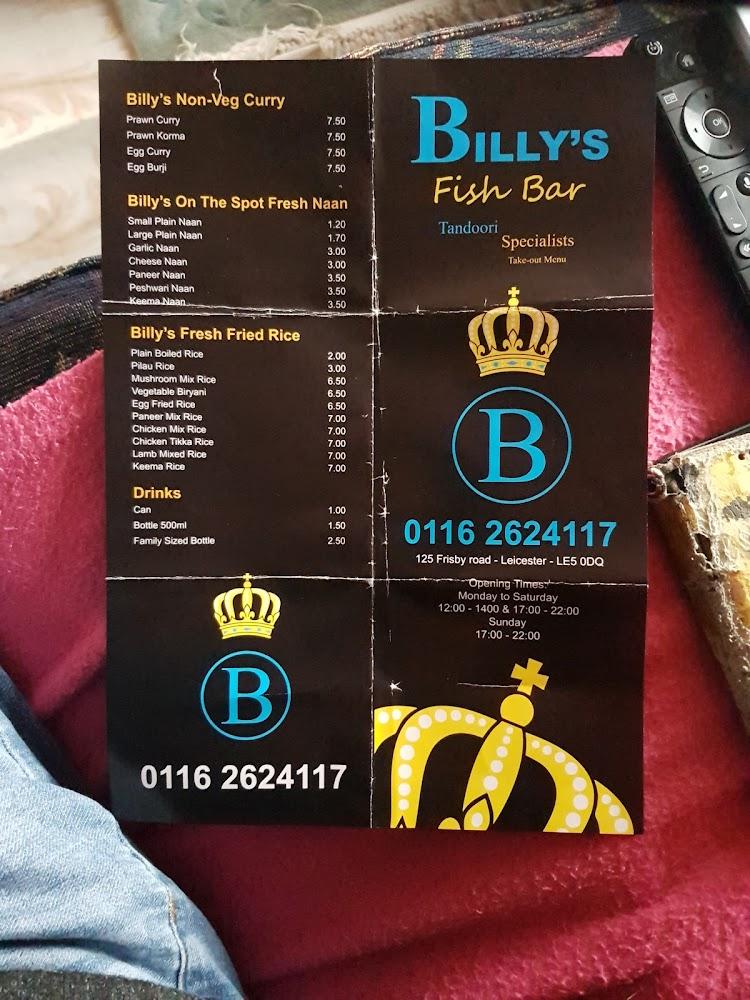 Billy's Non-Veg Curry
Prawn Curry 7.50
Prawn Korma 7.50
Egg Curry 7.50
Egg Burji 7.50
Billy's On The Spot Fresh Naan
Small Plain Naan 1.20
Large Plain Naan 1.70
Garlic Naan 3.00
Cheese Naan 3.00
Paneer Naan 3.50
Peshwari Naan 3.50
Keema Naan 3.50
Billy's Fresh Fried Rice
Plain Boiled Rice 2.00
Pilau Rice 3.00
Mushroom Mix Rice 6.50
Vegetable Biryani 6.50
Egg Fried Rice 6.50
Paneer Mix Rice 7.00
Chicken Mix Rice 7.00
Chicken Tikka Rice 7.00
Lamb Mixed Rice 7.00
Keema Rice 7.00
Drinks
Can 1.00
Bottle 500ml 1.50
Family Sized Bottle 2.50
B
0116 2624117
BILLY'S
Fish Bar
Tandoori
Specialists
Take-out Menu
B
0116 2624117
125 Frisby road - Leicester - LE5 0DQ
Opening Times:
Monday to Saturday
12:00 - 1400 & 17:00 - 22:00
Sunday
17:00 - 22:00
OK